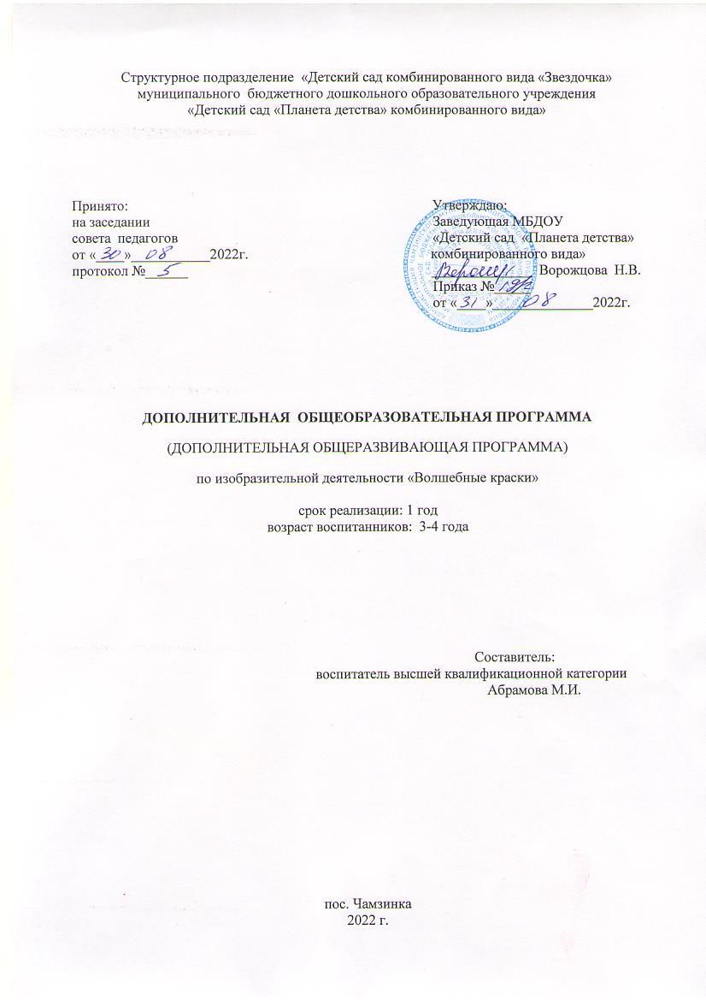 Структурное подразделение «Детский сад комбинированного вида «Звездочка»
муниципального бюджетного дошкольного образовательного учреждения
«Детский сад «Планета детства» комбинированного вида»
Принято:
на заседании
совета педагогов
от «30» 08 2022г.
протокол № 5
Утверждаю:
Заведующая МБДОУ
«Детский сад «Планета детства»
комбинированного вида»
Ворожцова Н.В.
Приказ №
от «31» 08 2022г.
ДОПОЛНИТЕЛЬНАЯ ОБЩЕОБРАЗОВАТЕЛЬНАЯ ПРОГРАММА
(ДОПОЛНИТЕЛЬНАЯ ОБЩЕРАЗВИВАЮЩАЯ ПРОГРАММА)
по изобразительной деятельности «Волшебные краски»
срок реализации: 1 год
возраст воспитанников: 3-4 года
Составитель:
воспитатель высшей квалификационной категории
Абрамова М.И.
пос. Чамзинка
2022 г.